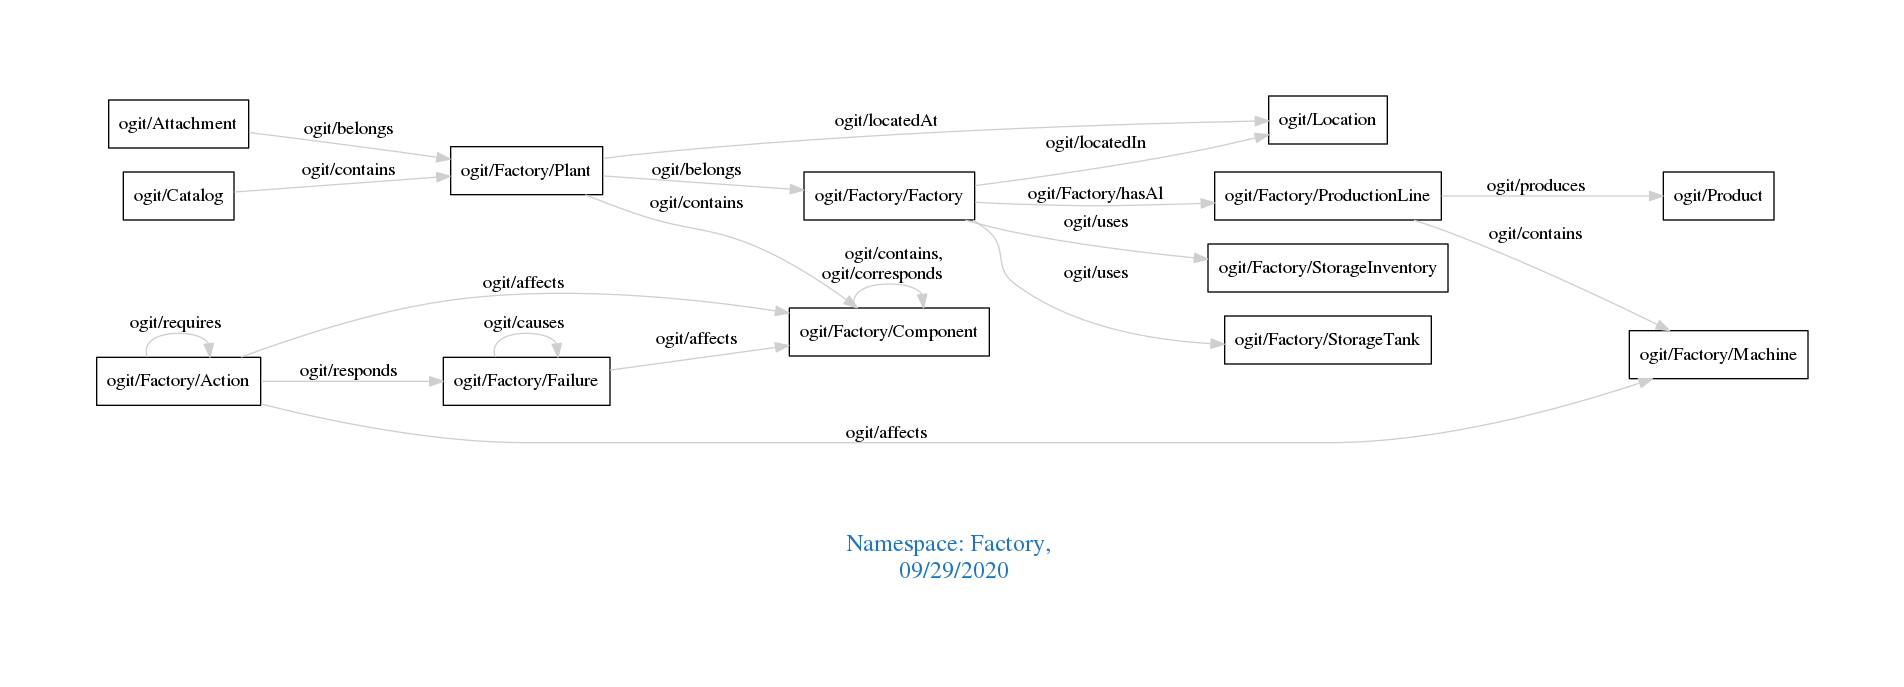 ogit/Attachment
ogit/belongs
ogit/locatedAt
ogit/Location
ogit/locatedIn
ogit/Catalog
ogit/contains
ogit/Factory/Plant
ogit/belongs
ogit/contains
ogit/Factory/Factory
ogit/Factory/hasAl
ogit/Factory/ProductionLine
ogit/produces
ogit/Product
ogit/uses
ogit/contains
ogit/Factory/StorageInventory
ogit/uses
ogit/contains,
ogit/corresponds
ogit/affects
ogit/Factory/Component
ogit/Factory/StorageTank
ogit/requires
ogit/causes
ogit/affects
ogit/Factory/Machine
ogit/Factory/Action
ogit/responds
ogit/Factory/Failure
ogit/affects
Namespace: Factory,
09/29/2020